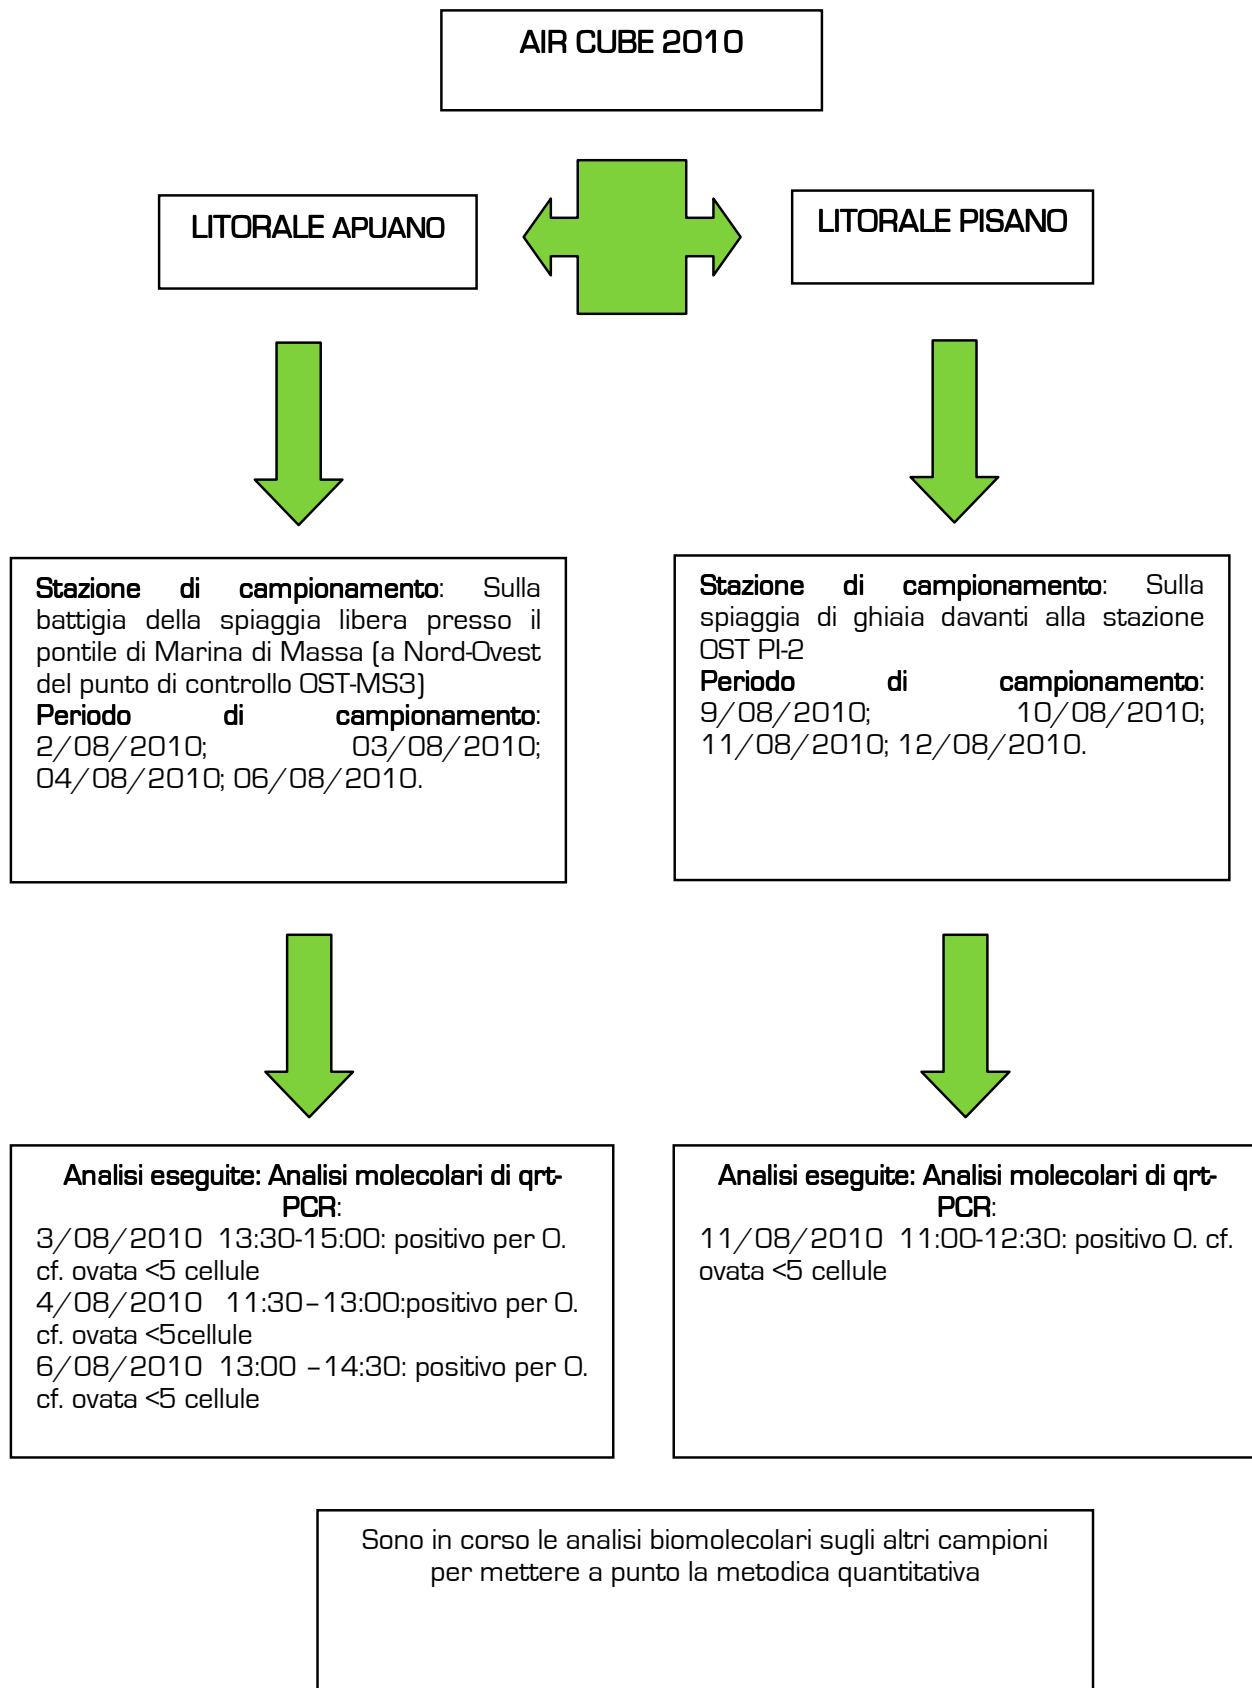 AIR CUBE 2010
LITORALE APUANO
LITORALE PISANO
Stazione di campionamento: Sulla
battigia della spiaggia libera presso il
pontile di Marina di Massa (a Nord-Ovest
del punto di controllo OST-MS3)
Periodo di campionamento:
2/08/2010; 03/08/2010;
04/08/2010; 06/08/2010.
Stazione di campionamento: Sulla
spiaggia di ghiaia davanti alla stazione
OST PI-2
Periodo di campionamento:
9/08/2010; 10/08/2010;
11/08/2010; 12/08/2010.
Analisi eseguite: Analisi molecolari di qrt-
PCR:
3/08/2010 13:30-15:00: positivo per O.
cf. ovata <5 cellule
4/08/2010 11:30–13:00:positivo per O.
cf. ovata <5cellule
6/08/2010 13:00 –14:30: positivo per O.
cf. ovata <5 cellule
Analisi eseguite: Analisi molecolari di qrt-
PCR:
11/08/2010 11:00-12:30: positivo O. cf.
ovata <5 cellule
Sono in corso le analisi biomolecolari sugli altri campioni
per mettere a punto la metodica quantitativa